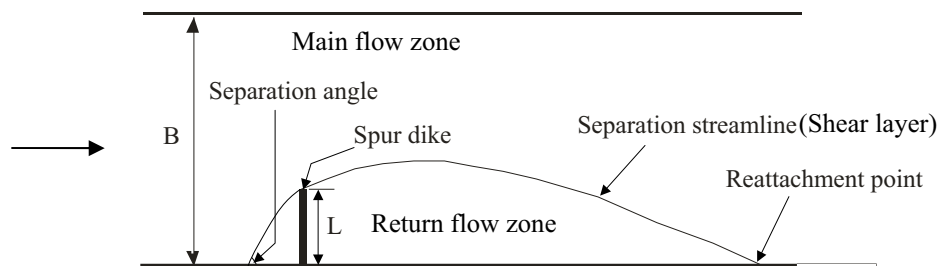 Main flow zone
Separation angle
B
Spur dike
Separation streamline(Shear layer)
Reattachment point
L
Return flow zone